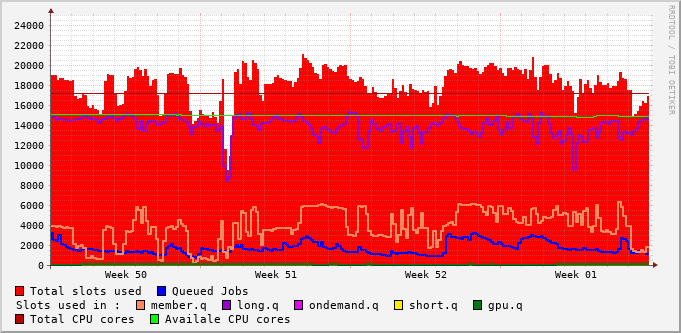 RRDTOOL / TOBI OETIKER
24000
22000
20000
18000
16000
14000
12000
10000
8000
6000
4000
2000
0
Week 50 Week 51 Week 52 Week 01
Total slots used Queued Jobs
Slots used in : member.q long.q ondemand.q short.q gpu.q
Total CPU cores Availale CPU cores